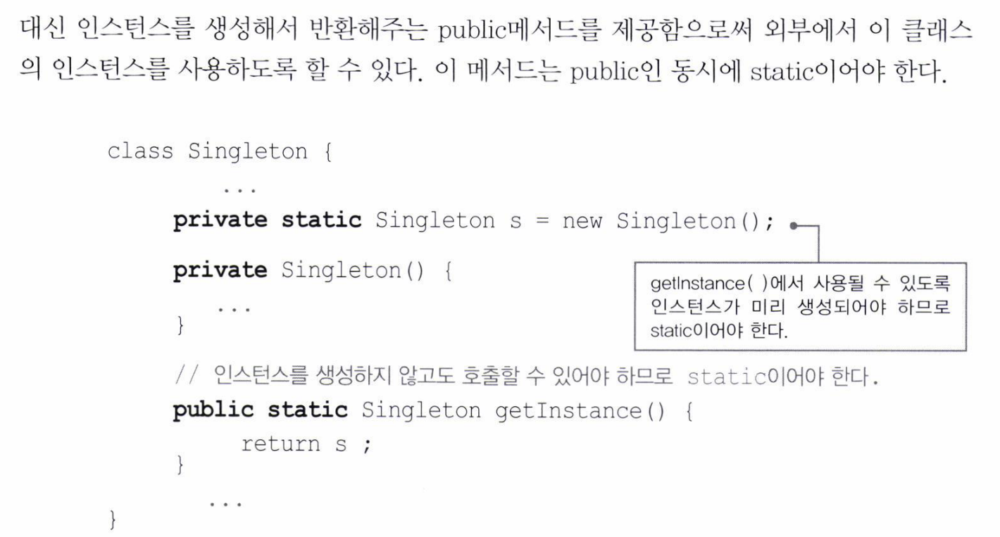 대신 인스턴스를 생성해서 반환해주는 public메서드를 제공함으로써 외부에서 이 클래스
의 인스턴스를 사용하도록 할 수 있다. 이 메서드는 public인 동시에 static이어야 한다.
class Singleton {
...
private static Singleton s = new Singleton();
private Singleton() {
...
}
getInstance( )에서 사용될 수 있도록
인스턴스가 미리 생성되어야 하므로
static이어야 한다.
// 인스턴스를 생성하지 않고도 호출할 수 있어야 하므로 static이어야 한다.
public static Singleton getInstance() {
return s ;
}
...
}